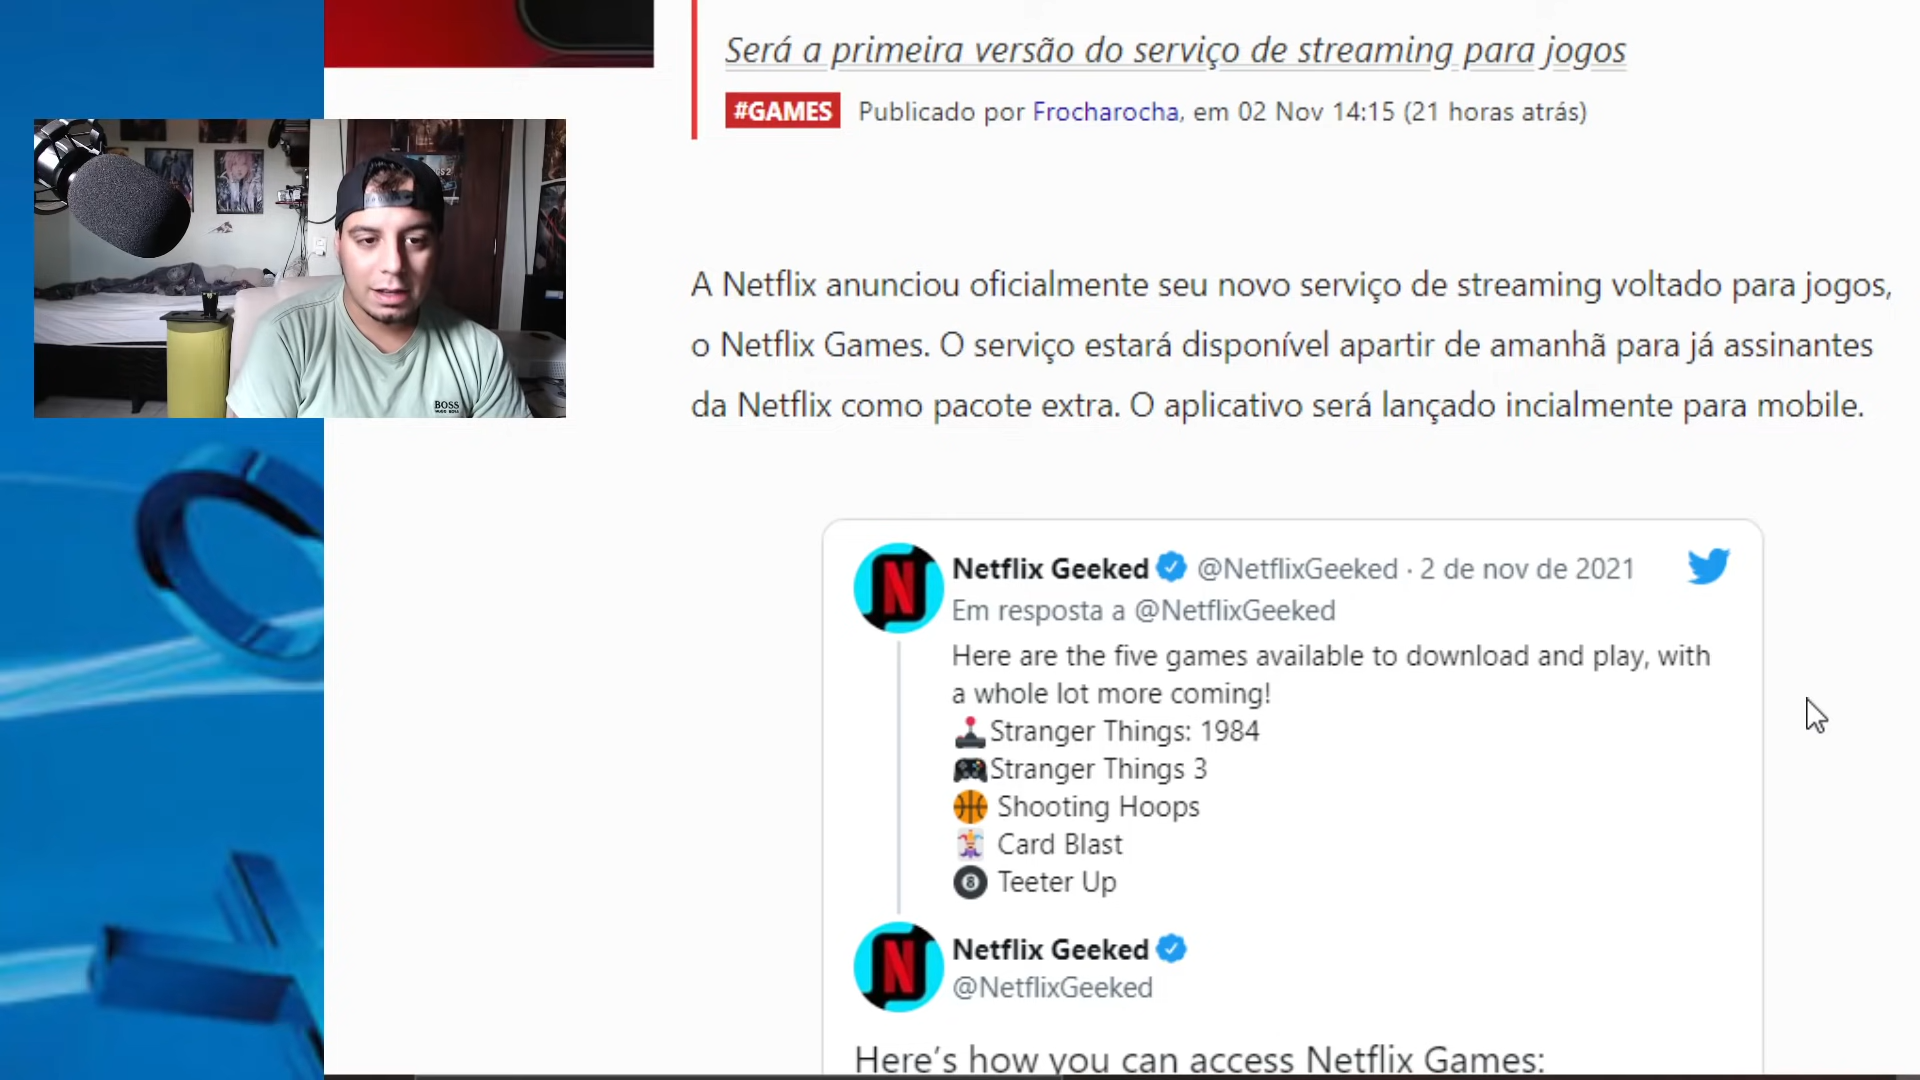 Será a primeira versão do serviço de streaming para jogos
#GAMES Publicado por Frocharocha, em 02 Nov 14:15 (21 horas atrás)
BOSS
A Netflix anunciou oficialmente seu novo serviço de streaming voltado para jogos,
o Netflix Games. O serviço estará disponível apartir de amanhã para já assinantes
da Netflix como pacote extra. O aplicativo será lançado incialmente para mobile.
Netflix Geeked @NetflixGeeked · 2 de nov de 2021
Em resposta a @NetflixGeeked
Here are the five games available to download and play, with
a whole lot more coming!
Stranger Things: 1984
Stranger Things 3
Shooting Hoops
Card Blast
Teeter Up
Netflix Geeked
@NetflixGeeked
Here's how you can access Netflix Games: